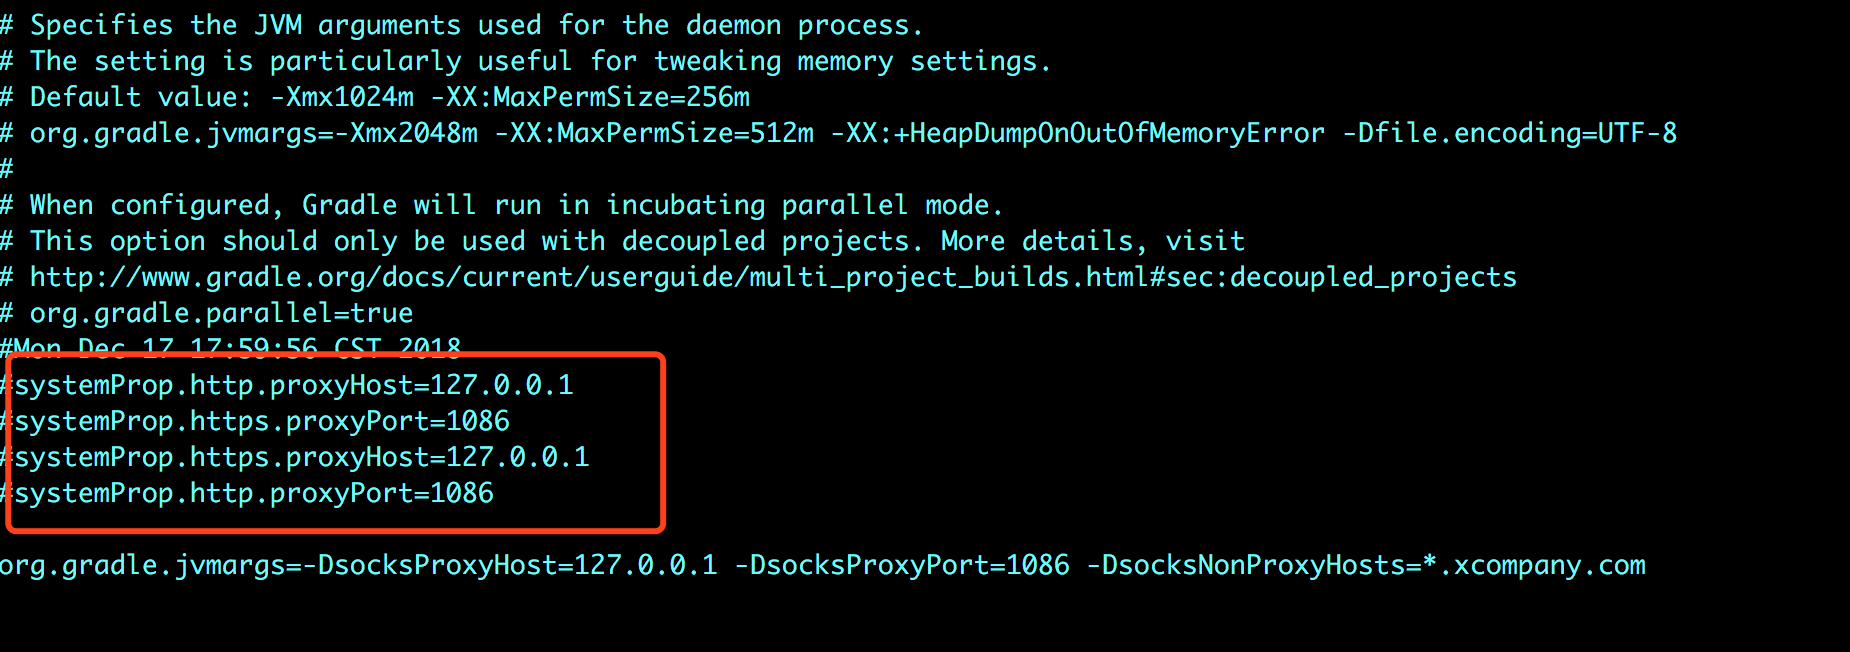 # Specifies the JVM arguments used for the daemon process.
# The setting is particularly useful for tweaking memory settings.
# Default value: -Xmx1024m -XX:MaxPermSize=256m
# org.gradle.jvmargs=-Xmx2048m -XX:MaxPermSize=512m -XX:+HeapDumpOnOutOfMemoryError -Dfile.encoding=UTF-8
#
# When configured, Gradle will run in incubating parallel mode.
# This option should only be used with decoupled projects. More details, visit
# http://www.gradle.org/docs/current/userguide/multi_project_builds.html#sec:decoupled_projects
# org.gradle.parallel=true
#Mon Dec 17 17:59:56 CST 2018
#systemProp.http.proxyHost=127.0.0.1
#systemProp.https.proxyPort=1086
#systemProp.https.proxyHost=127.0.0.1
#systemProp.http.proxyPort=1086
org.gradle.jvmargs=-DsocksProxyHost=127.0.0.1 -DsocksProxyPort=1086 -DsocksNonProxyHosts=*.xcompany.com